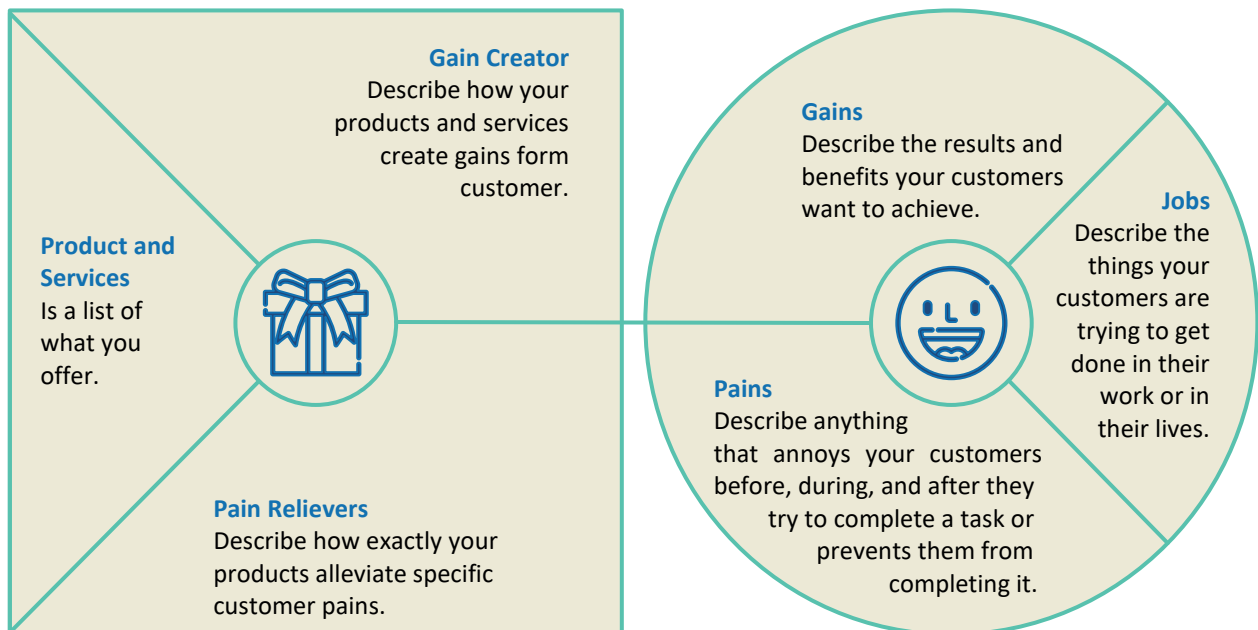 Gain Creator
Describe how your
products and services
create gains form
customer.
Product and
Services
Is a list of
what you
offer.
Pain Relievers
Describe how exactly your
products alleviate specific
customer pains.
Gains
Describe the results and
benefits your customers
want to achieve.
Jobs
Describe the
things your
customers are
trying to get
done in their
work or in
their lives.
Pains
Describe anything
that annoys your customers
before, during, and after they
try to complete a task or
prevents them from
completing it.